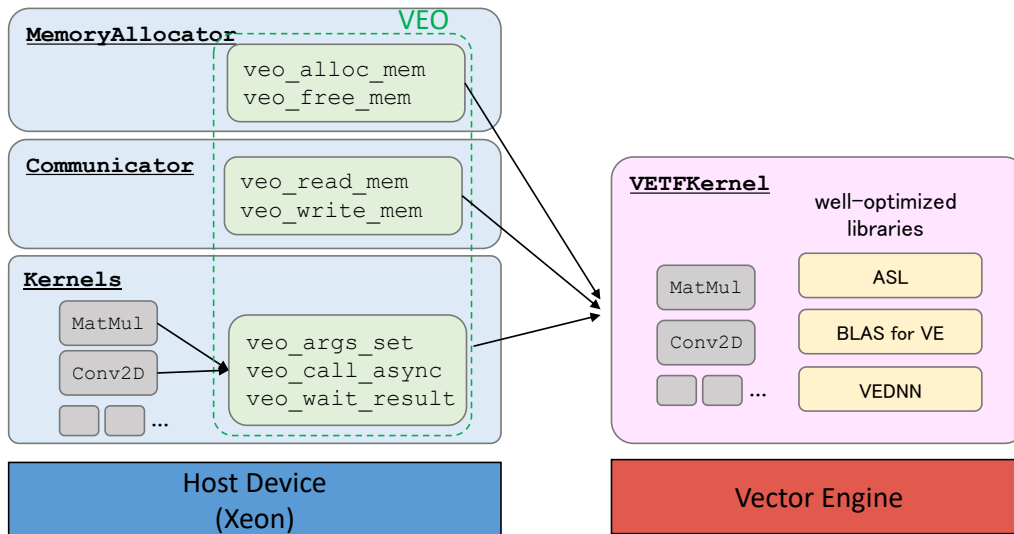 VEO
MemoryAllocator
veo_alloc_mem
veo_free_mem
Communicator
veo_read_mem
veo_write_mem
Kernels
MatMul
Conv2D
...
veo_args_set
veo_call_async
veo_wait_result
Host Device
(Xeon)
VETFKernel
well-optimized
libraries
MatMul
Conv2D
...
ASL
BLAS for VE
VEDNN
Vector Engine